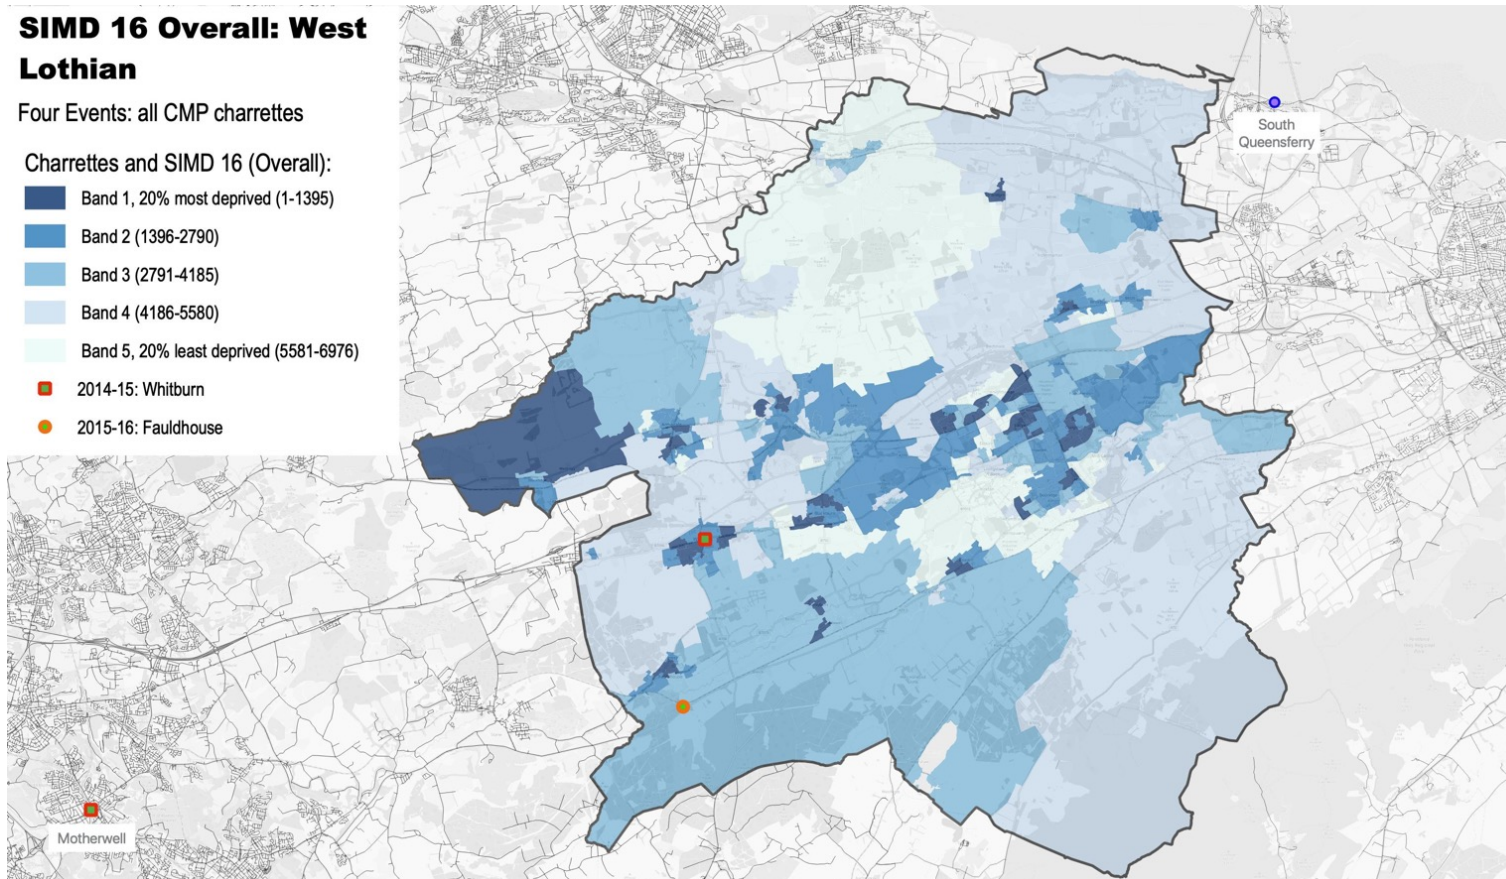 SIMD 16 Overall: West
Lothian
Four Events: all CMP charrettes
Charrettes and SIMD 16 (Overall):
Band 1, 20% most deprived (1-1395)
Band 2 (1396-2790)
Band 3 (2791-4185)
Band 4 (4186-5580)
Band 5, 20% least deprived (5581-6976)
2014-15: Whitburn
2015-16: Fauldhouse
South
Queensferry
Motherwell